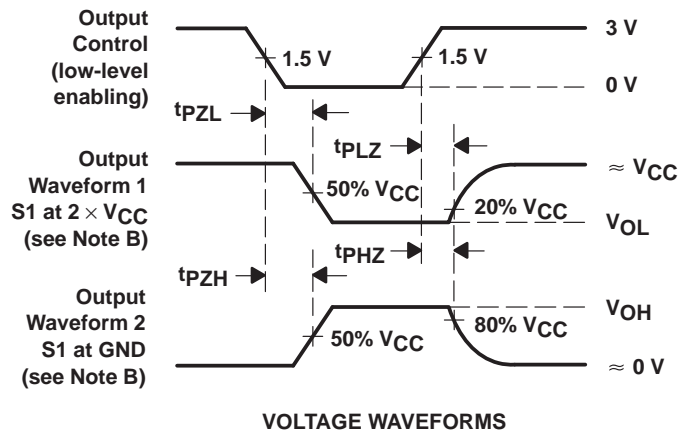 Output
Control
(low-level
enabling)
1.5 V
1.5 V
3 V
0 V
tPZL
tPLZ
Output
Waveform 1
S1 at 2 × VCC
(see Note B)
50% VCC
20% VCC
≈ VCC
VOL
tPZH
tPHZ
Output
Waveform 2
S1 at GND
(see Note B)
50% VCC
80% VCC
VOH
≈ 0 V
VOLTAGE WAVEFORMS